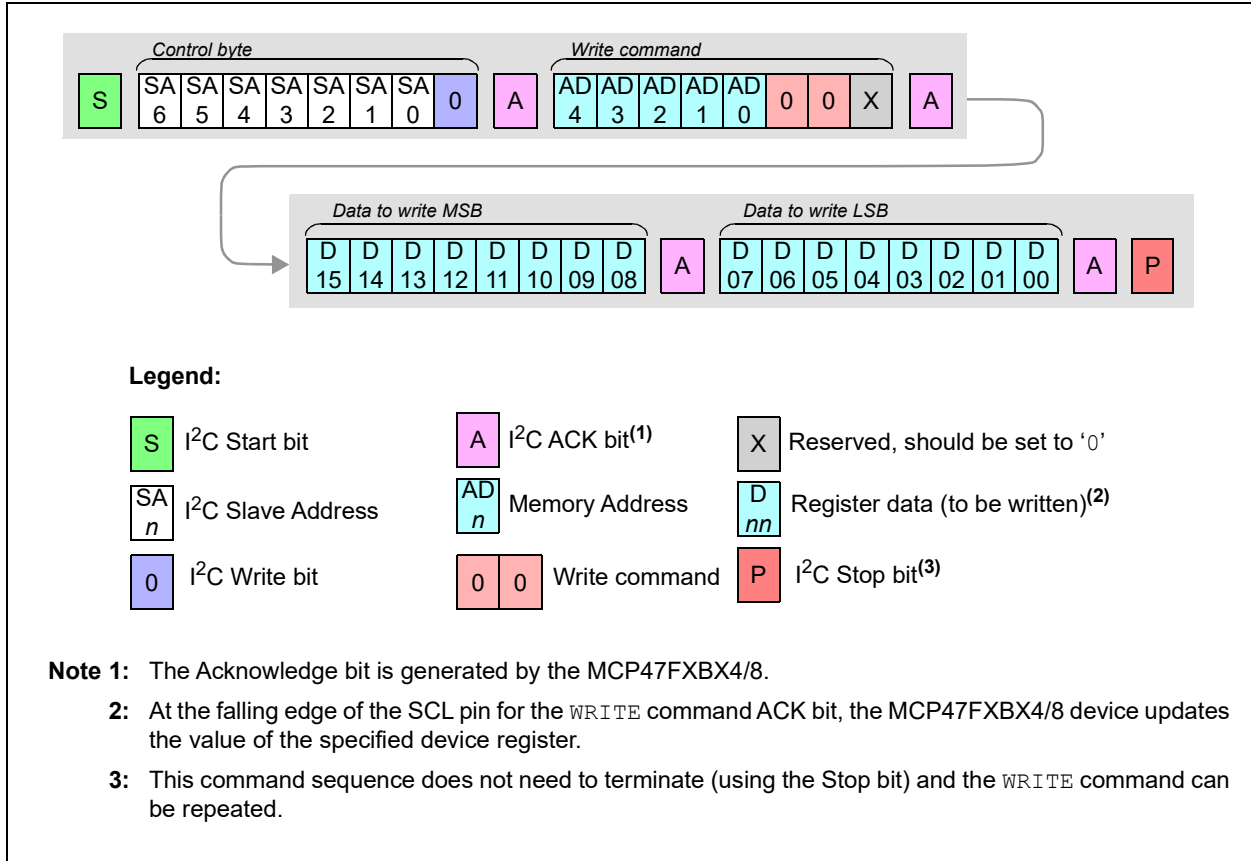 Control byte Write command
S SA 6 SA 5 SA 4 SA 3 SA 2 SA 1 SA 0 0 A AD 4 AD 3 AD 2 AD 1 AD 0 0 0 X A
Data to write MSB Data to write LSB
D 15 D 14 D 13 D 12 D 11 D 10 D 09 D 08 A D 07 D 06 D 05 D 04 D 03 D 02 D 01 D 00 A P
Legend:
S I²C Start bit A I²C ACK bit(1) X Reserved, should be set to ‘0’
SA n I²C Slave Address AD n Memory Address D nn Register data (to be written)(2)
0 I²C Write bit 0 0 Write command P I²C Stop bit(3)
Note 1: The Acknowledge bit is generated by the MCP47FXBX4/8.
2: At the falling edge of the SCL pin for the WRITE command ACK bit, the MCP47FXBX4/8 device updates
the value of the specified device register.
3: This command sequence does not need to terminate (using the Stop bit) and the WRITE command can
be repeated.